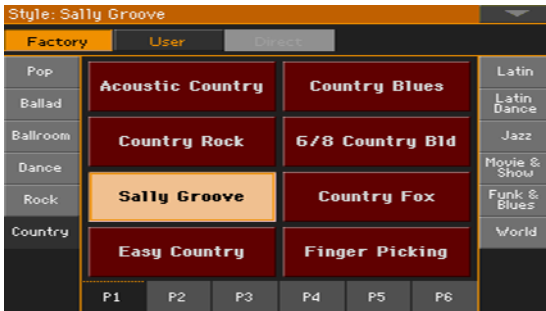 Style: Sally Groove
Factory
User
Direct
Pop
Ballad
Ballroom
Dance
Rock
Country
Acoustic Country
Country Blues
Country Rock
6/8 Country Bld
Sally Groove
Country Fox
Easy Country
Finger Picking
Latin
Latin
Dance
Jazz
Movie &
Show
Funk &
Blues
World
P1
P2
P3
P4
P5
P6